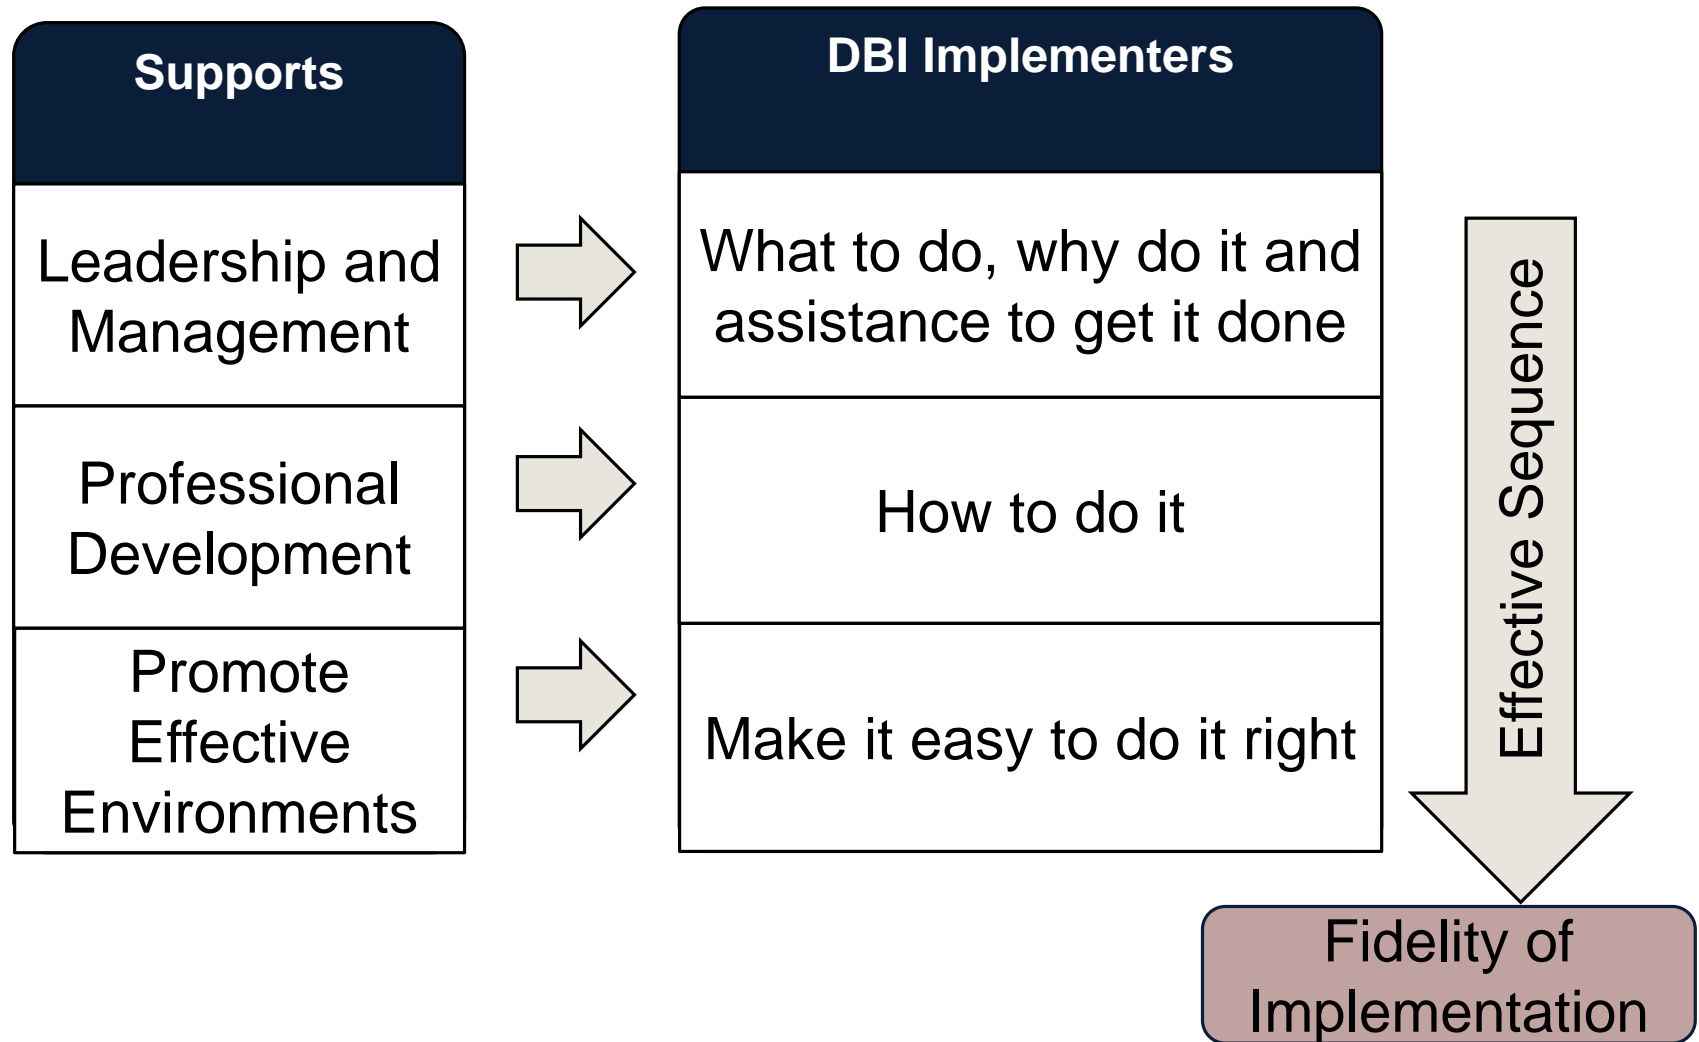 Supports
DBI Implementers
Leadership and
Management
What to do, why do it and
assistance to get it done
Professional
Development
How to do it
Promote
Effective
Environments
Make it easy to do it right
Effective Sequence
Fidelity of
Implementation